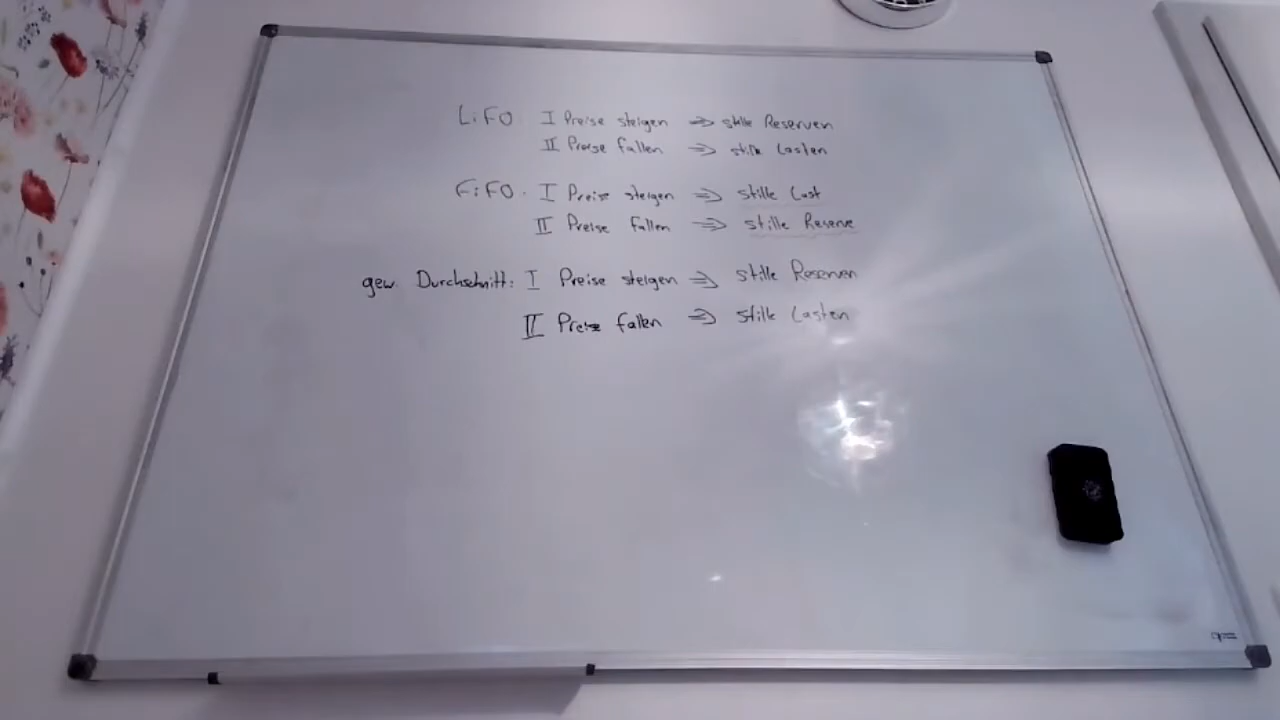 LiFo: I Preise steigen => stille Reserven
II Preise fallen => stille Lasten
FiFO: I Preise steigen => stille Last
II Preise fallen => stille Reserve
gew. Durchschnitt: I Preise steigen => stille Reserven
II Preise fallen => stille Lasten